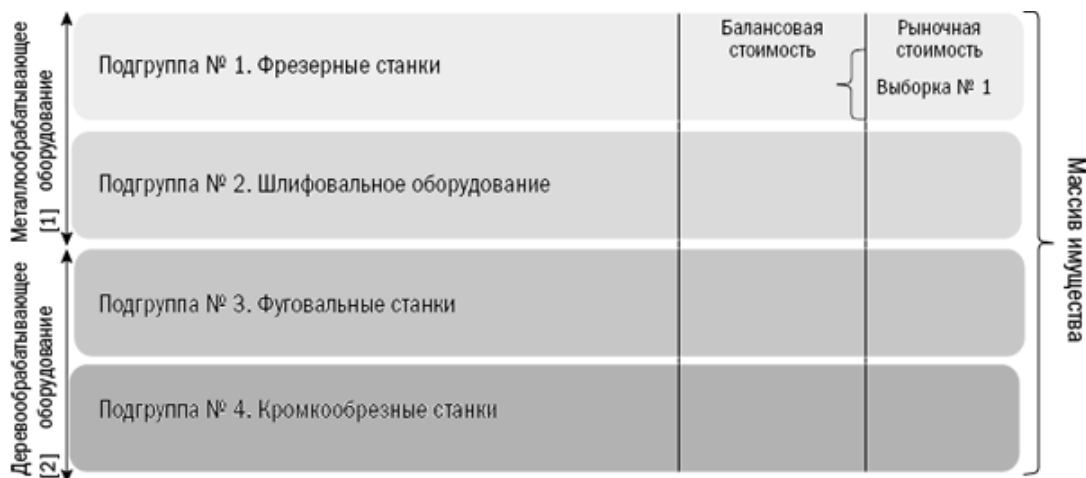 Металлообрабатывающее
оборудование
[1]
Подгруппа № 1. Фрезерные станки
Балансовая
стоимость
Рыночная
стоимость
Выборка № 1
Подгруппа № 2. Шлифовальное оборудование
Деревообрабатывающее
оборудование
[2]
Подгруппа № 3. Фуговальные станки
Подгруппа № 4. Кромкообрезные станки
Массив имущества